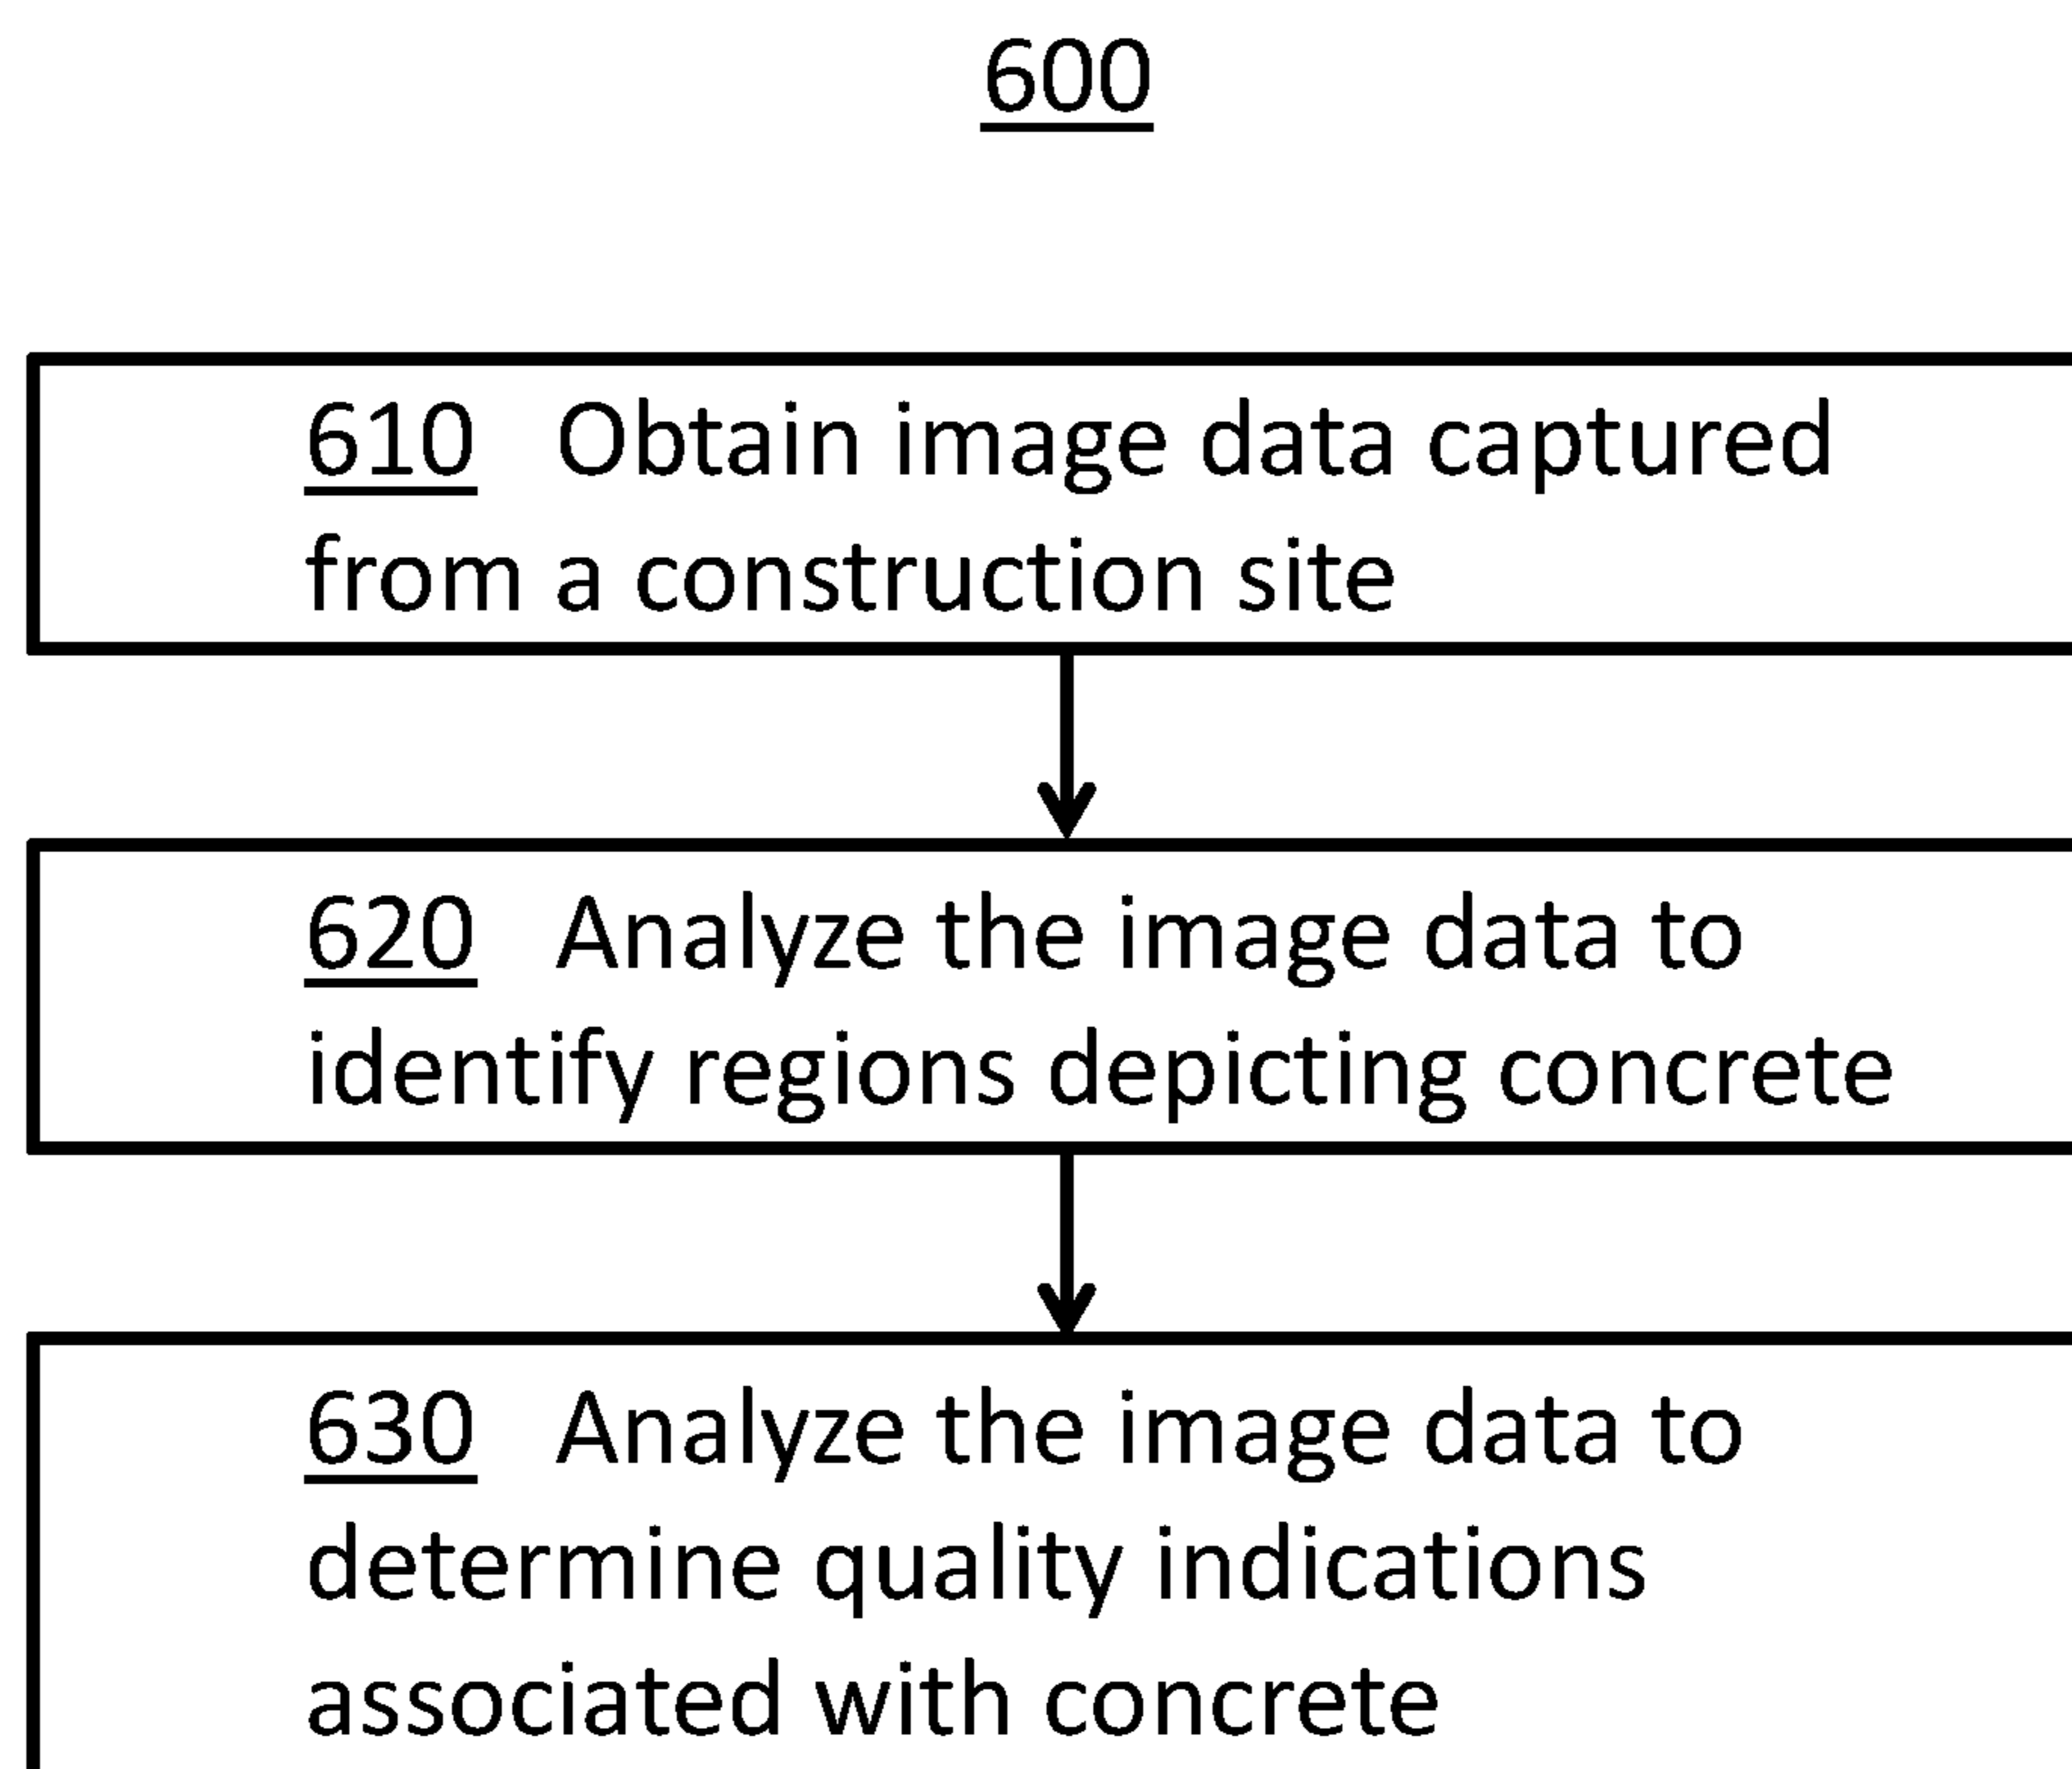 600
610 Obtain image data captured
from a construction site
620 Analyze the image data to
identify regions depicting concrete
630 Analyze the image data to
determine quality indications
associated with concrete